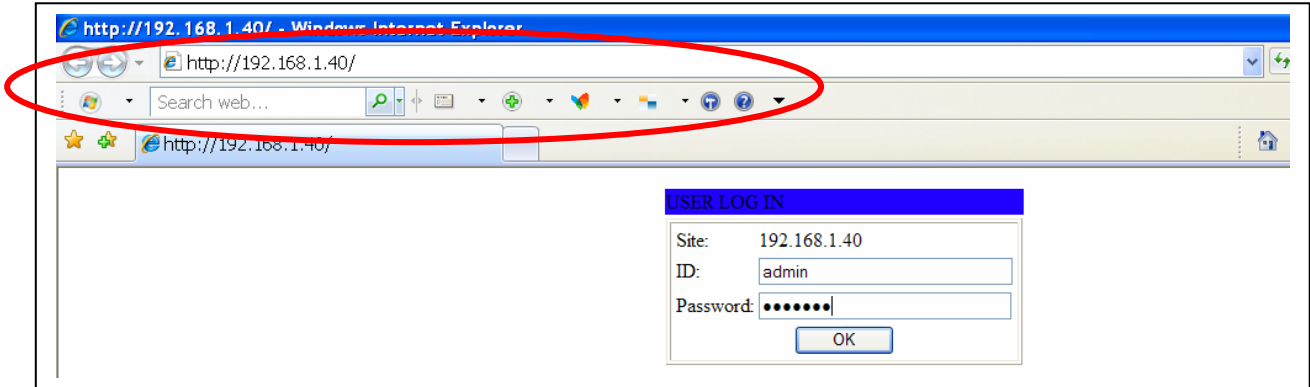 http://192.168.1.40/ - Windows Internet Explorer
http://192.168.1.40/
Search web...
http://192.168.1.40/
USER LOG IN
Site: 192.168.1.40
ID: admin
Password: •••••••
OK